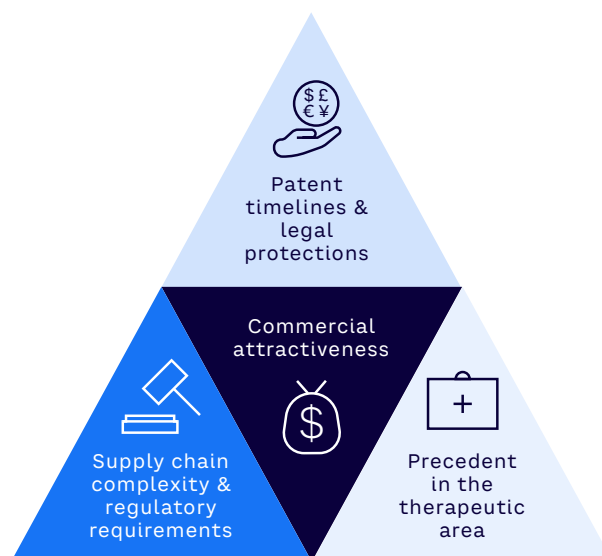 $ £
€ ¥
Patent
timelines &
legal
protections
Commercial
attractiveness
$
Supply chain
complexity &
regulatory
requirements
Precedent
in the
therapeutic
area